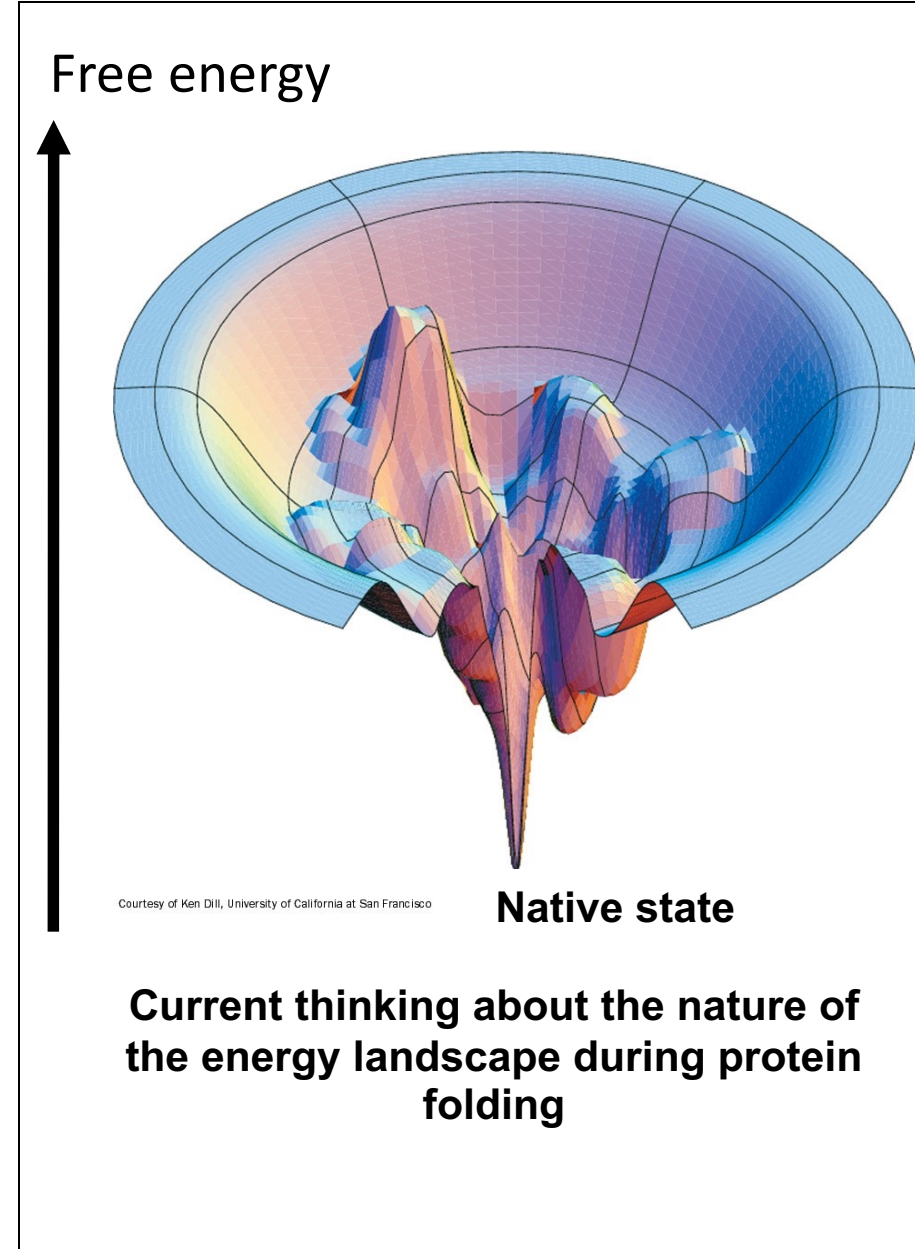 Free energy
Courtesy of Ken Dill, University of California at San Francisco
Native state
Current thinking about the nature of
the energy landscape during protein
folding